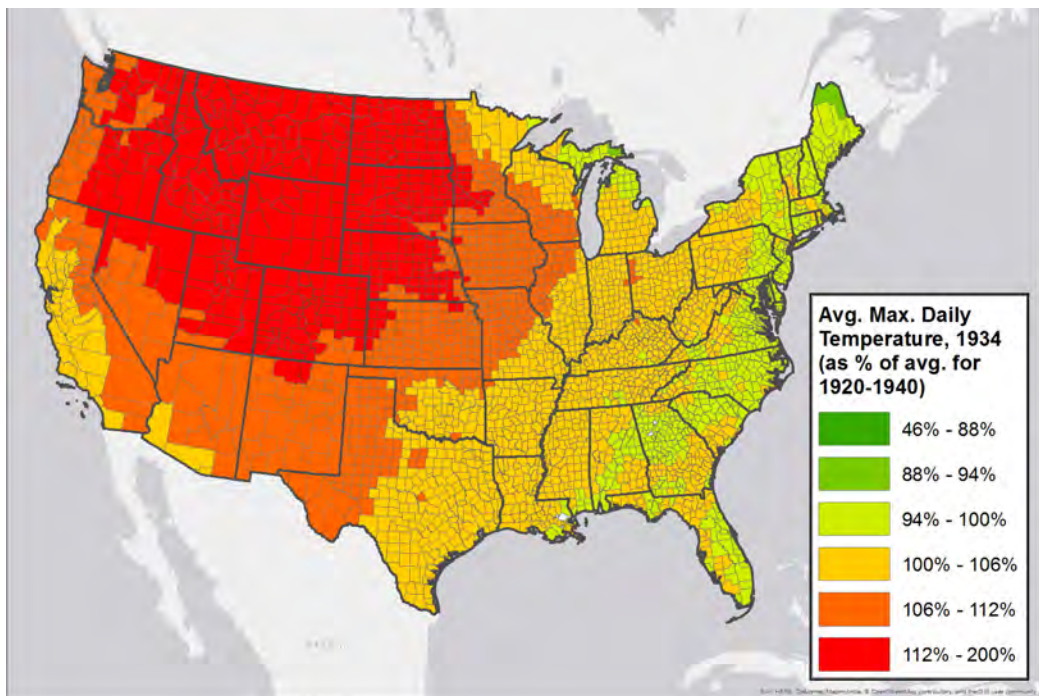 Avg. Max. Daily
Temperature, 1934
(as % of avg. for
1920-1940)
46% - 88%
88% - 94%
94% - 100%
100% - 106%
106% - 112%
112% - 200%